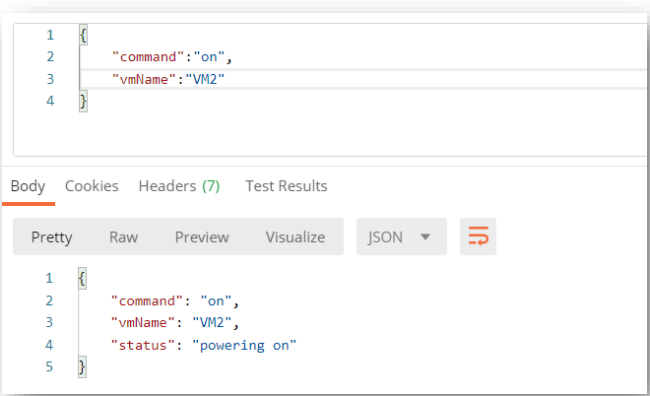 1 {
2 "command":"on",
3 "vmName":"VM2"
4 }
Body Cookies Headers (7) Test Results
Pretty Raw Preview Visualize JSON
1 {
2 "command": "on",
3 "vmName": "VM2",
4 "status": "powering on"
5 }